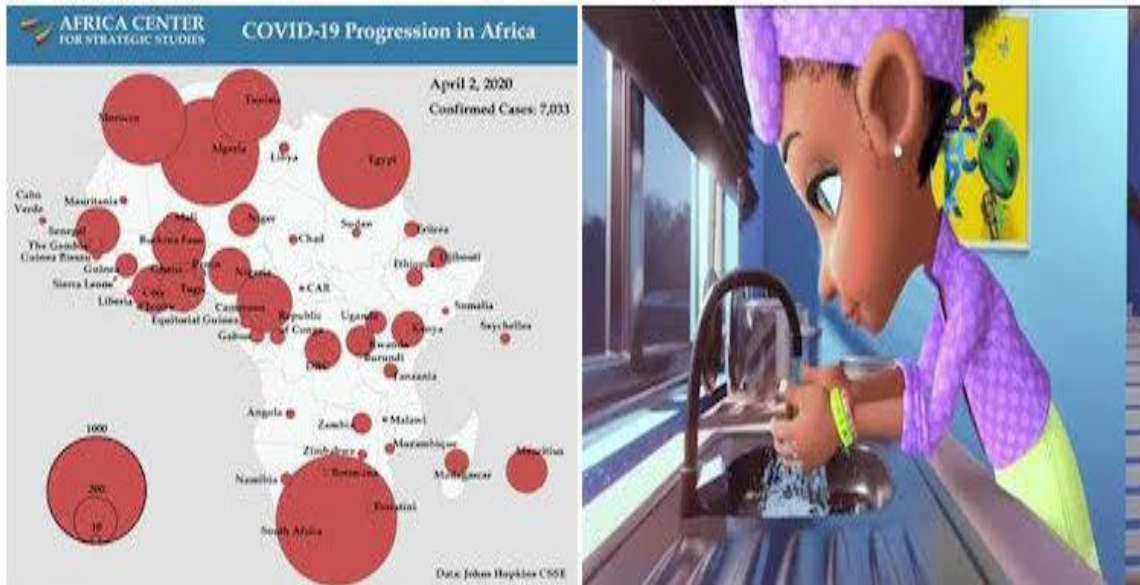 AFRICA CENTER
FOR STRATEGIC STUDIES
COVID-19 Progression in Africa
April 2, 2020
Confirmed Cases: 7,033
Tunisia
Morocco
Algeria
Libya
Egypt
Cabo
Verde
Mauritania
Mali
Niger
Senegal
Sudan
Eritrea
The Gambia
Burkina Faso
Chad
Guinea Bissau
Djibouti
Guinea
Ghana
Benin
Nigeria
Ethiopia
Sierra Leone
Togo
CAR
Liberia
Cameroon
Somalia
Equitorial Guinea
Republic
of Congo
Uganda
Kenya
Seychelles
Gabon
Rwanda
Burundi
DRC
Tanzania
Angola
Zambia
Malawi
Mozambique
Zimbabwe
Mauritius
Madagascar
Namibia
Botswana
Eswatini
South Africa
1000
200
10
Data: Johns Hopkins CSSE